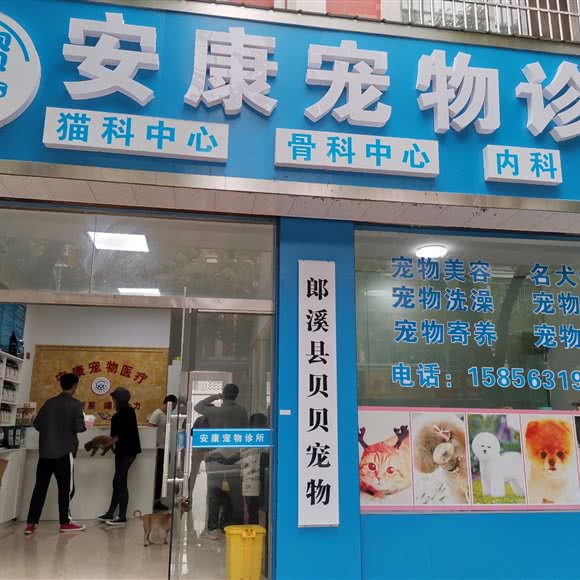 安康宠物诊
猫科中心
骨科中心
内科
郎溪县贝贝宠物
宠物美容 名犬
宠物洗澡 宠物
宠物寄养 宠物
电话：15856319
安康宠物医疗
安康宠物诊所